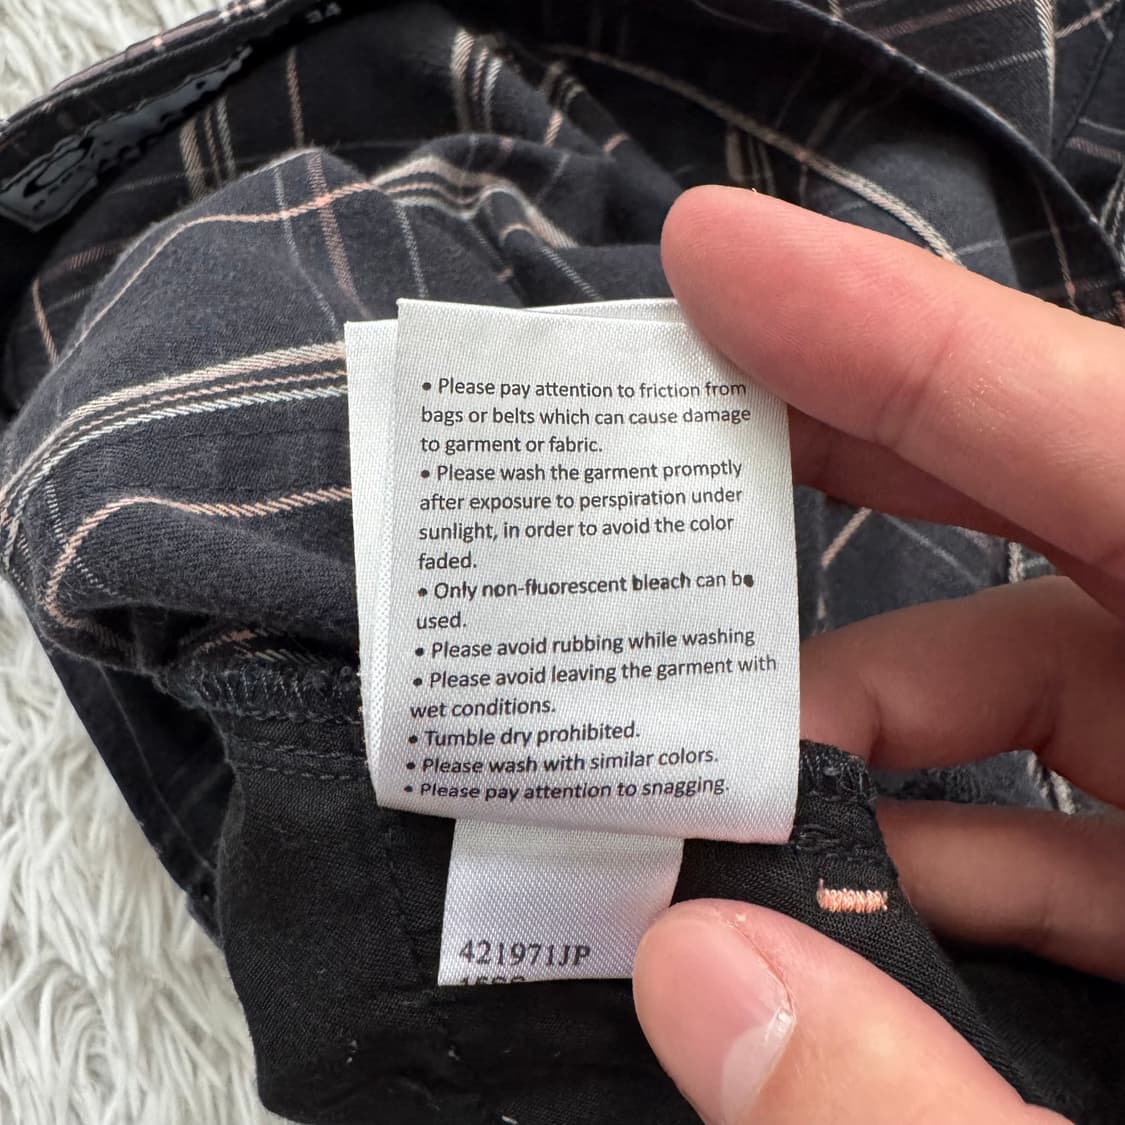 • Please pay attention to friction from
bags or belts which can cause damage
to garment or fabric.
• Please wash the garment promptly
after exposure to perspiration under
sunlight, in order to avoid the color
faded.
• Only non-fluorescent bleach can be
used.
• Please avoid rubbing while washing
• Please avoid leaving the garment with
wet conditions.
• Tumble dry prohibited.
• Please wash with similar colors.
• Please pay attention to snagging.
421971JP